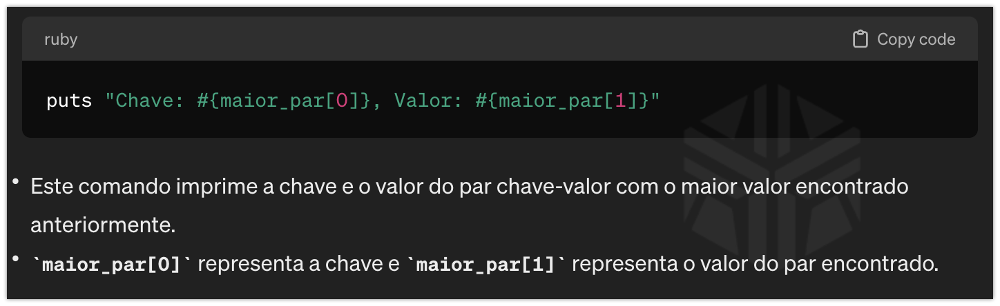 ruby
Copy code
puts "Chave: #{maior_par[0]}, Valor: #{maior_par[1]}"
• Este comando imprime a chave e o valor do par chave-valor com o maior valor encontrado
anteriormente.
• `maior_par[0]` representa a chave e `maior_par[1]` representa o valor do par encontrado.